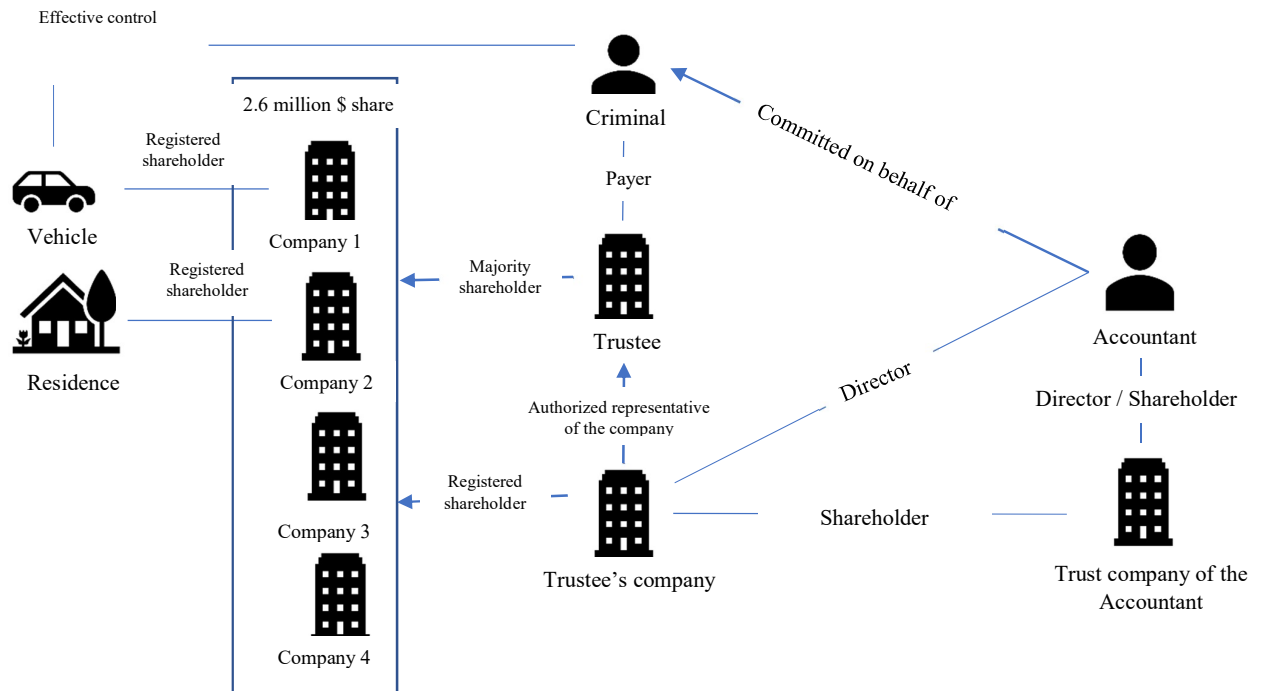 Effective control
2.6 million $ share
Criminal
Committed on behalf of
Registered
shareholder
Payer
Vehicle
Company 1
Registered
shareholder
Majority
shareholder
Trustee
Accountant
Residence
Company 2
Director
Director / Shareholder
Authorized representative
of the company
Registered
shareholder
Shareholder
Company 3
Trustee’s company
Trust company of the
Accountant
Company 4